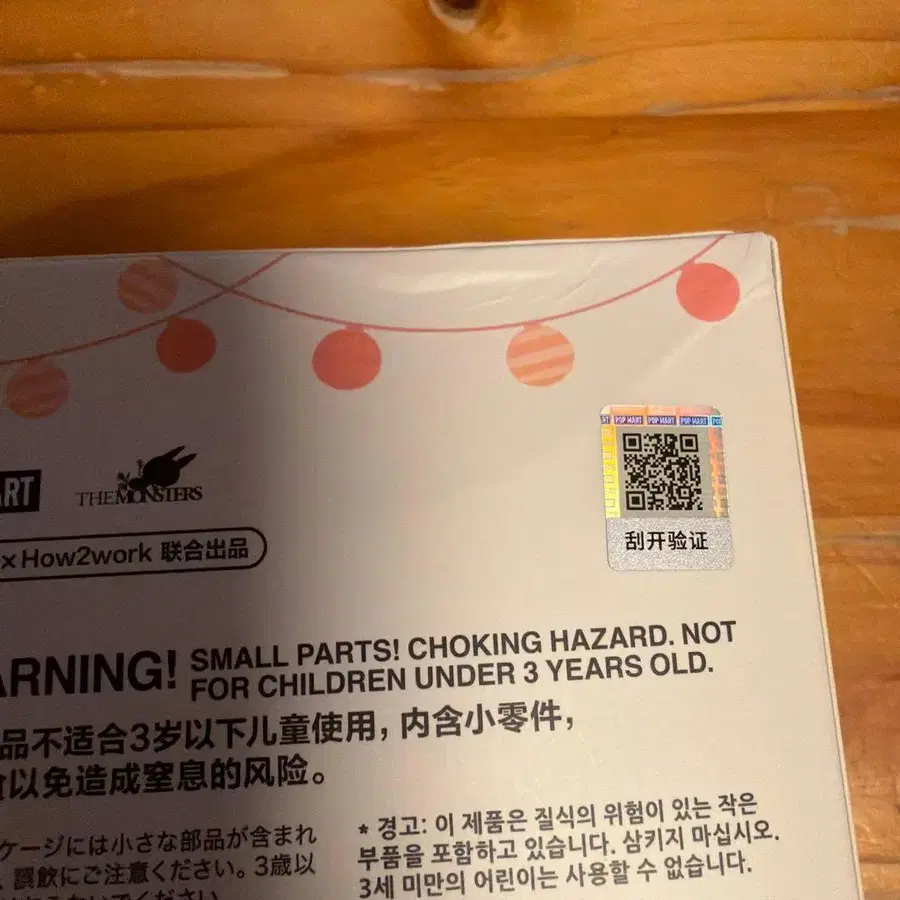 POP MART POP MART POP MART
ART
THE MONSTERS
刮开验证
× How2work 联合出品
ARNING! SMALL PARTS! CHOKING HAZARD. NOT
FOR CHILDREN UNDER 3 YEARS OLD.
品不适合3岁以下儿童使用，内含小零件，
以免造成窒息的风险。
ケージには小さな部品が含まれ
、誤飲にご注意ください。3歳以
* 경고: 이 제품은 질식의 위험이 있는 작은
부품을 포함하고 있습니다. 삼키지 마십시오.
3세 미만의 어린이는 사용할 수 없습니다.